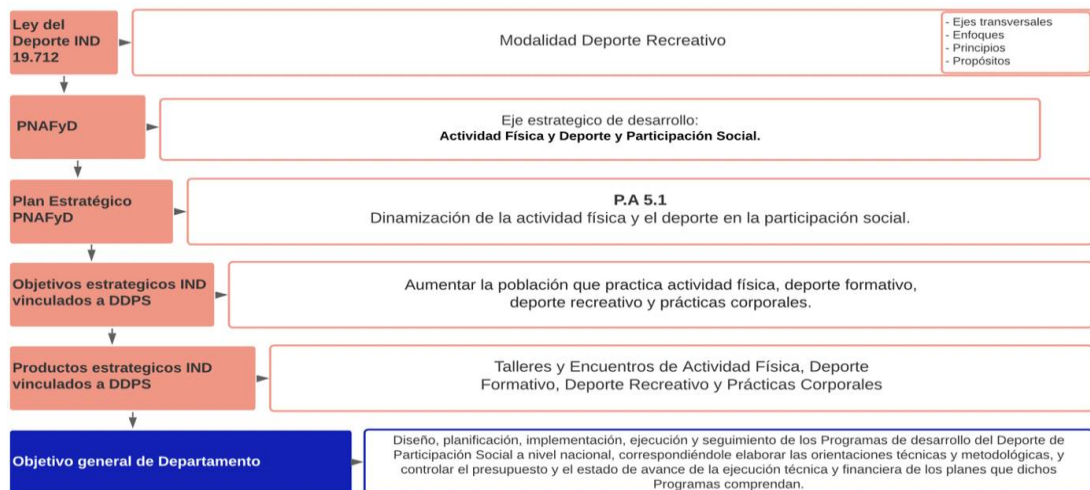 Ley del
Deporte IND
19.712
Modalidad Deporte Recreativo
- Ejes transversales
- Enfoques
- Principios
- Propósitos
PNAFyD
Eje estrategico de desarrollo:
Actividad Física y Deporte y Participación Social.
Plan Estratégico
PNAFyD
P.A 5.1
Dinamización de la actividad física y el deporte en la participación social.
Objetivos estrategicos IND
vinculados a DDPS
Aumentar la población que practica actividad física, deporte formativo,
deporte recreativo y prácticas corporales.
Productos estrategicos IND
vinculados a DDPS
Talleres y Encuentros de Actividad Física, Deporte
Formativo, Deporte Recreativo y Prácticas Corporales
Objetivo general de Departamento
Diseño, planificación, implementación, ejecución y seguimiento de los Programas de desarrollo del Deporte de
Participación Social a nivel nacional, correspondiéndole elaborar las orientaciones técnicas y metodológicas, y
controlar el presupuesto y el estado de avance de la ejecución técnica y financiera de los planes que dichos
Programas comprendan.